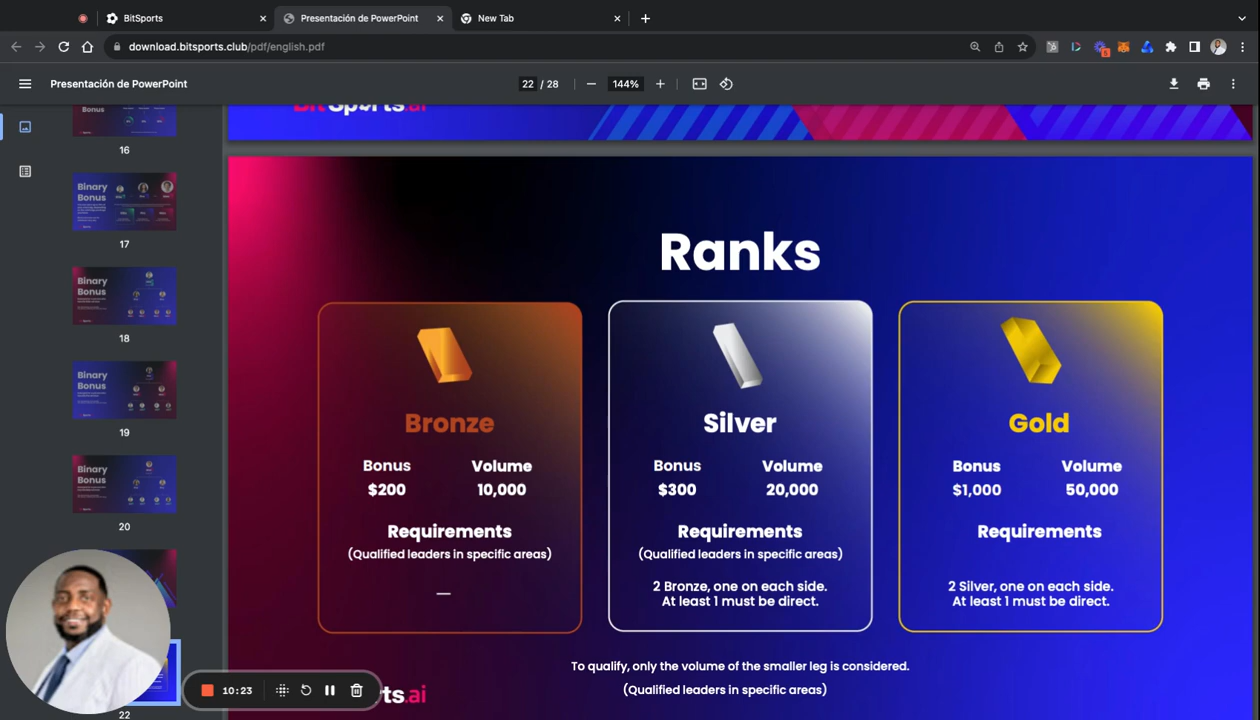 BitSports
Presentación de PowerPoint
New Tab
download.bitsports.club/pdf/english.pdf
5
Presentación de PowerPoint
22 / 28
144%
BitSports.ai
Bonus
16
Binary
Bonus
17
Binary
Bonus
18
Binary
Bonus
19
Binary
Bonus
20
22
Ranks
Bronze
Bonus Volume
$200 10,000
Requirements
(Qualified leaders in specific areas)
—
Silver
Bonus Volume
$300 20,000
Requirements
(Qualified leaders in specific areas)
2 Bronze, one on each side.
At least 1 must be direct.
Gold
Bonus Volume
$1,000 50,000
Requirements
2 Silver, one on each side.
At least 1 must be direct.
To qualify, only the volume of the smaller leg is considered.
(Qualified leaders in specific areas)
10:23
ts.ai